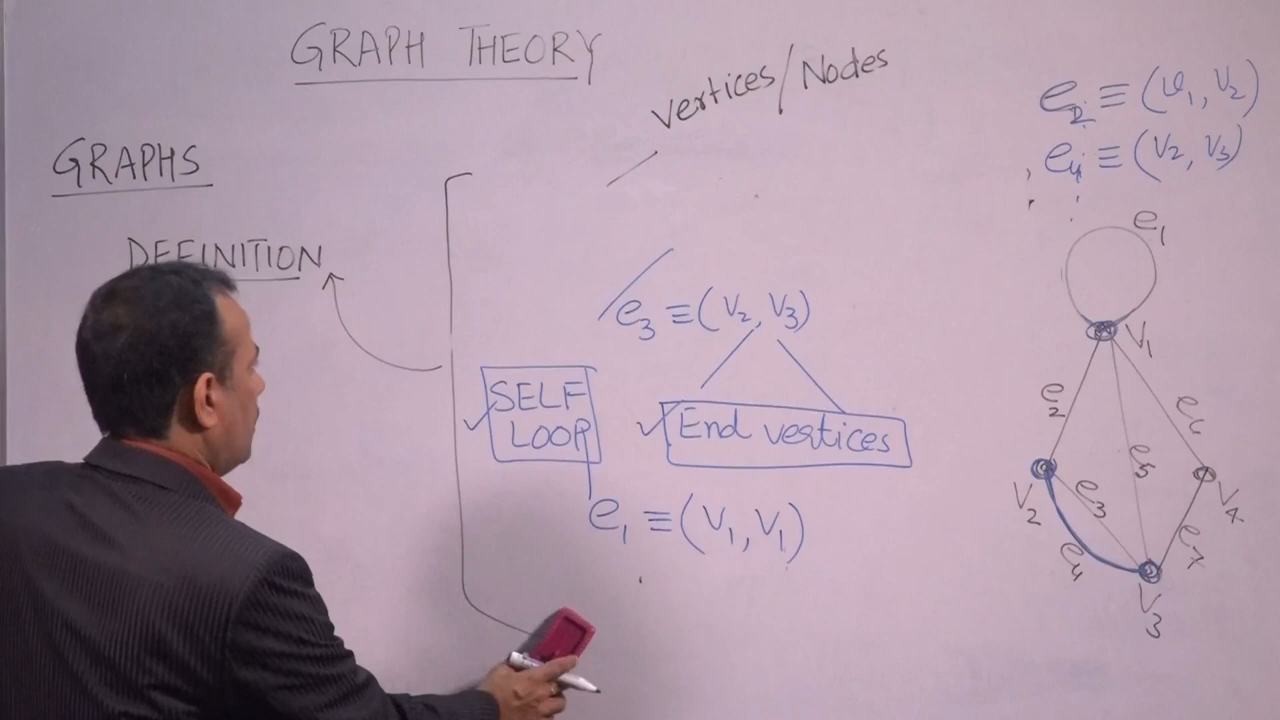 GRAPH THEORY
vertices/Nodes
e₂ ≡ (v₁, v₂)
e₄ ≡ (v₂, v₃)
GRAPHS
DEFINITION
e₃ ≡ (v₂, v₃)
SELF
LOOP
End vertices
e₁ ≡ (v₁, v₁)
e₁
v₁
e₂
e₆
e₅
v₂
e₃
v₄
e₄
e₇
v₃